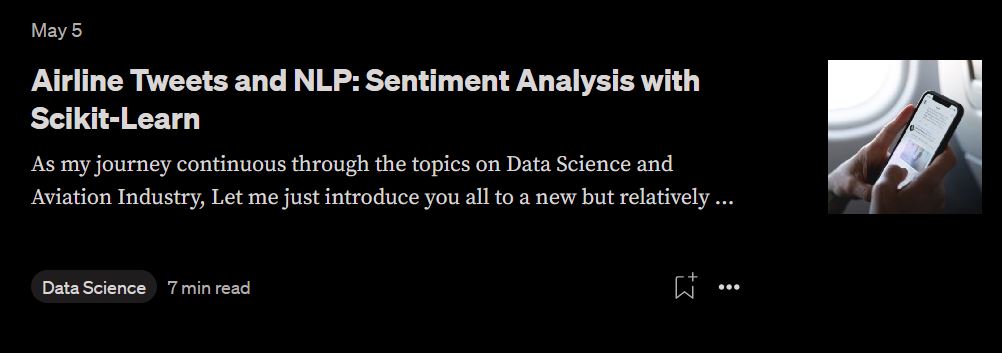 May 5
Airline Tweets and NLP: Sentiment Analysis with
Scikit-Learn
As my journey continuous through the topics on Data Science and
Aviation Industry, Let me just introduce you all to a new but relatively ...
Data Science 7 min read